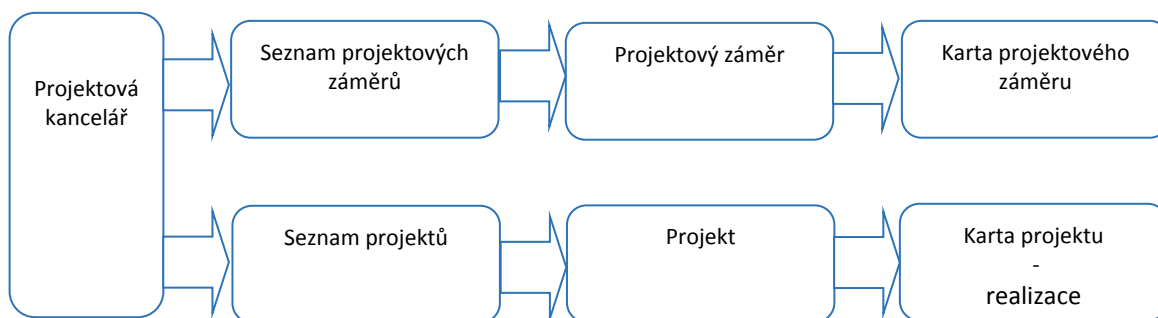 Projektová
kancelář
Seznam projektových
záměrů
Projektový záměr
Karta projektového
záměru
Seznam projektů
Projekt
Karta projektu
-
realizace